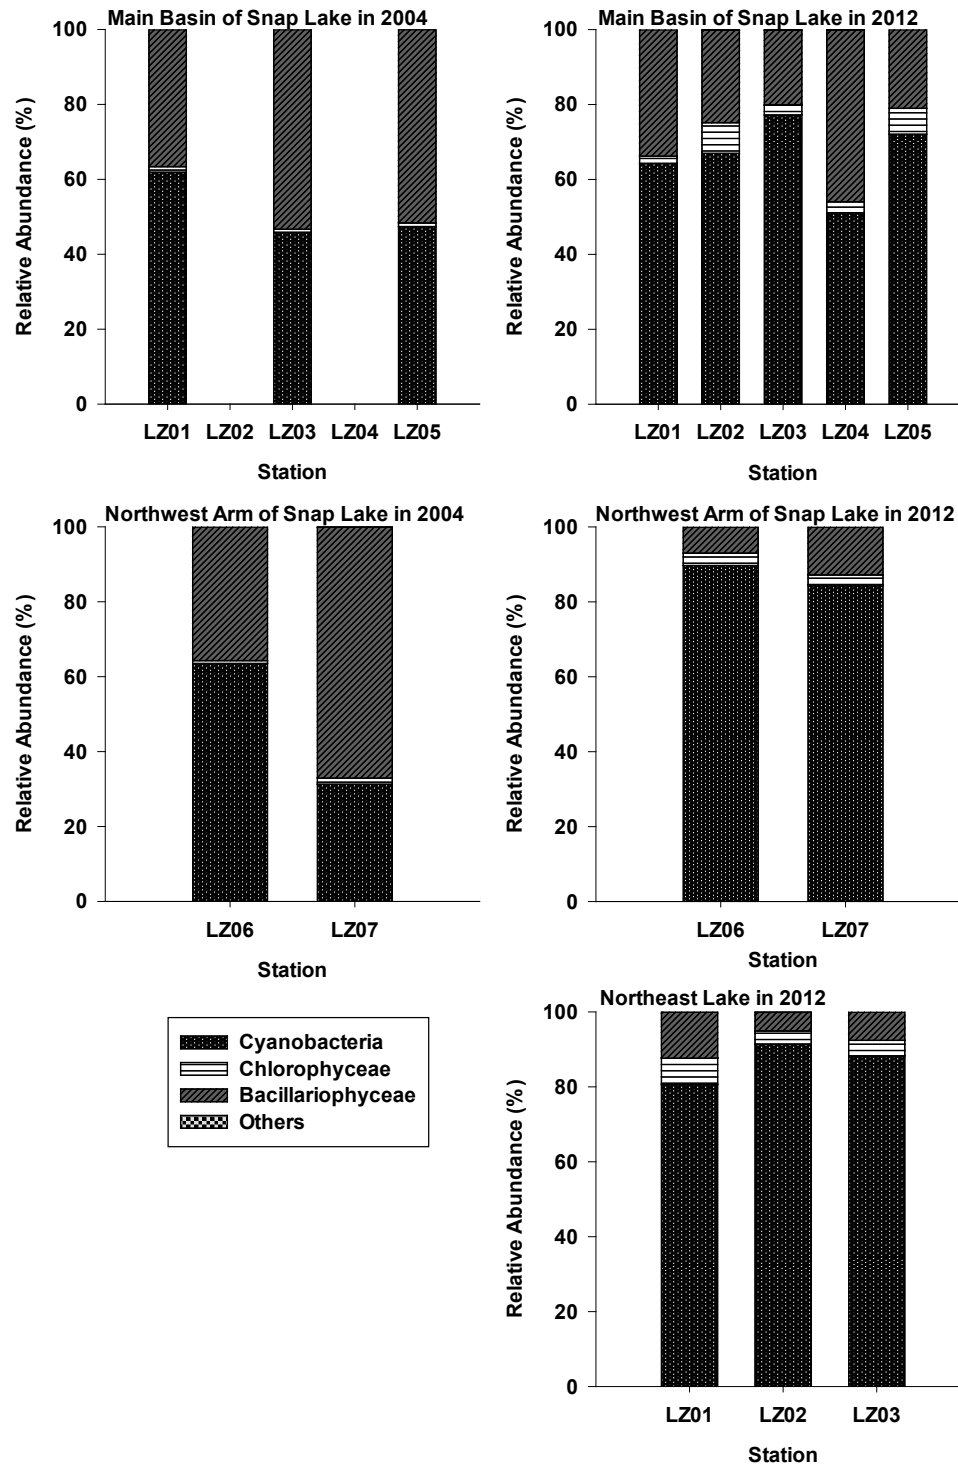 Main Basin of Snap Lake in 2004
Relative Abundance (%)
100
80
60
40
20
0
LZ01 LZ02 LZ03 LZ04 LZ05
Station
Main Basin of Snap Lake in 2012
Relative Abundance (%)
100
80
60
40
20
0
LZ01 LZ02 LZ03 LZ04 LZ05
Station
Northwest Arm of Snap Lake in 2004
Relative Abundance (%)
100
80
60
40
20
0
LZ06 LZ07
Station
Northwest Arm of Snap Lake in 2012
Relative Abundance (%)
100
80
60
40
20
0
LZ06 LZ07
Station
Cyanobacteria
Chlorophyceae
Bacillariophyceae
Others
Northeast Lake in 2012
Relative Abundance (%)
100
80
60
40
20
0
LZ01 LZ02 LZ03
Station